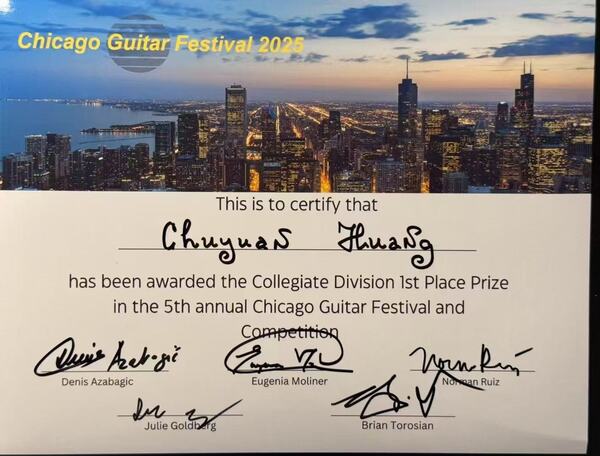 Chicago Guitar Festival 2025
This is to certify that
Chuyuan Huang
has been awarded the Collegiate Division 1st Place Prize
in the 5th annual Chicago Guitar Festival and
Competition
Denis Azabagić
Denis Azabagic
Eugenia Moliner
Norman Ruiz
Julie Goldberg
Brian Torosian